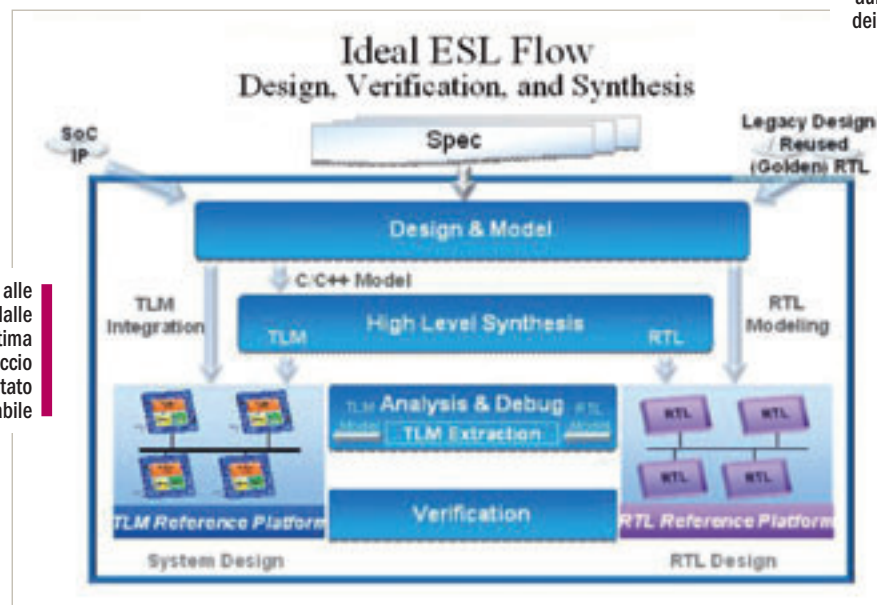 dei
Ideal ESL Flow
Design, Verification, and Synthesis
SoC
IP
Spec
Legacy Design
/ Reused
(Golden) RTL
Design & Model
C/C++ Model
TLM
Integration
High Level Synthesis
TLM
RTL
RTL
Modeling
alle
dalle
tima
ccio
tato
abile
TLM
Model
Analysis & Debug
RTL
Model
TLM Extraction
RTL
RTL
RTL
RTL
Verification
TLM Reference Platform
RTL Reference Platform
System Design
RTL Design